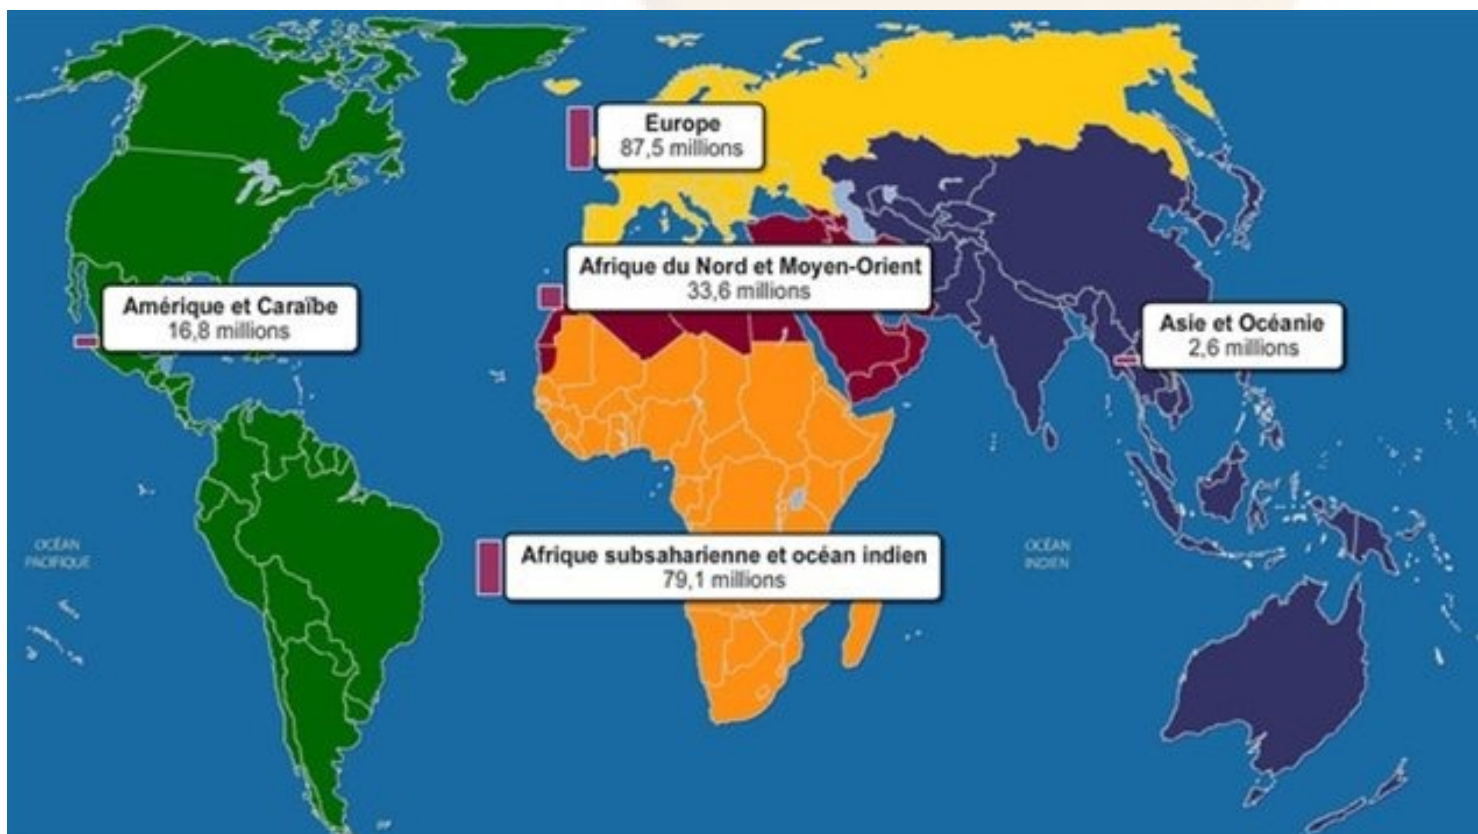 Europe
87,5 millions
Afrique du Nord et Moyen-Orient
33,6 millions
Amérique et Caraïbe
16,8 millions
Asie et Océanie
2,6 millions
OCÉAN
PACIFIQUE
Afrique subsaharienne et océan indien
79,1 millions
OCÉAN
INDIEN